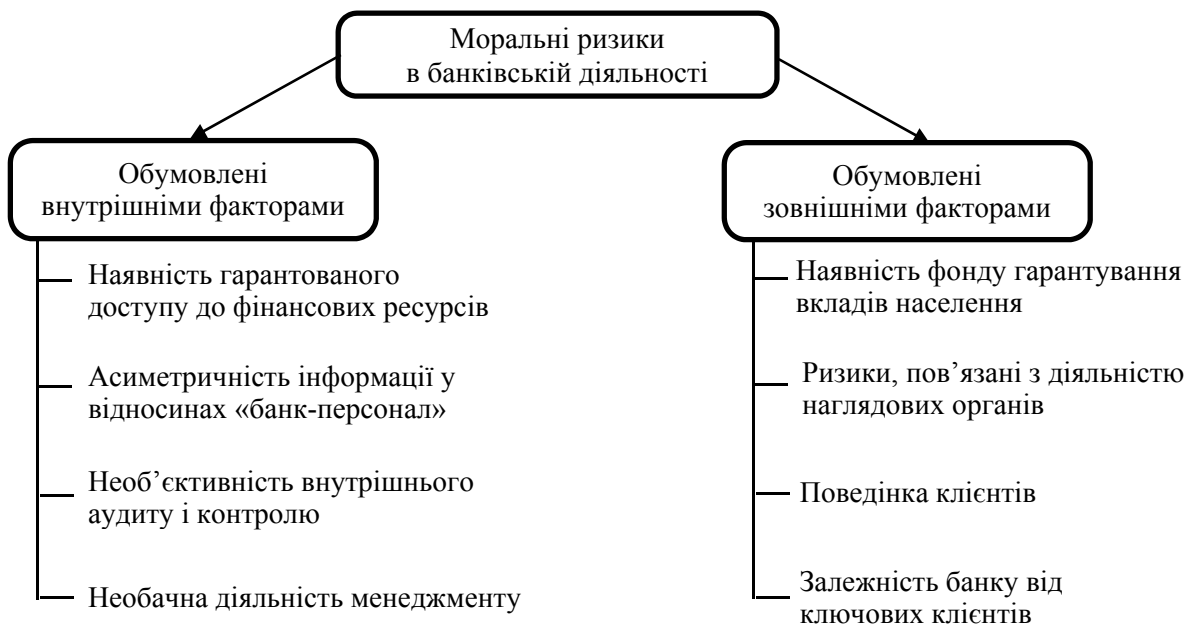 Моральні ризики
в банківській діяльності
Обумовлені
внутрішніми факторами
Наявність гарантованого
доступу до фінансових ресурсів
Асиметричність інформації у
відносинах «банк-персонал»
Необ’єктивність внутрішнього
аудиту і контролю
Необачна діяльність менеджменту
Обумовлені
зовнішніми факторами
Наявність фонду гарантування
вкладів населення
Ризики, пов’язані з діяльністю
наглядових органів
Поведінка клієнтів
Залежність банку від
ключових клієнтів